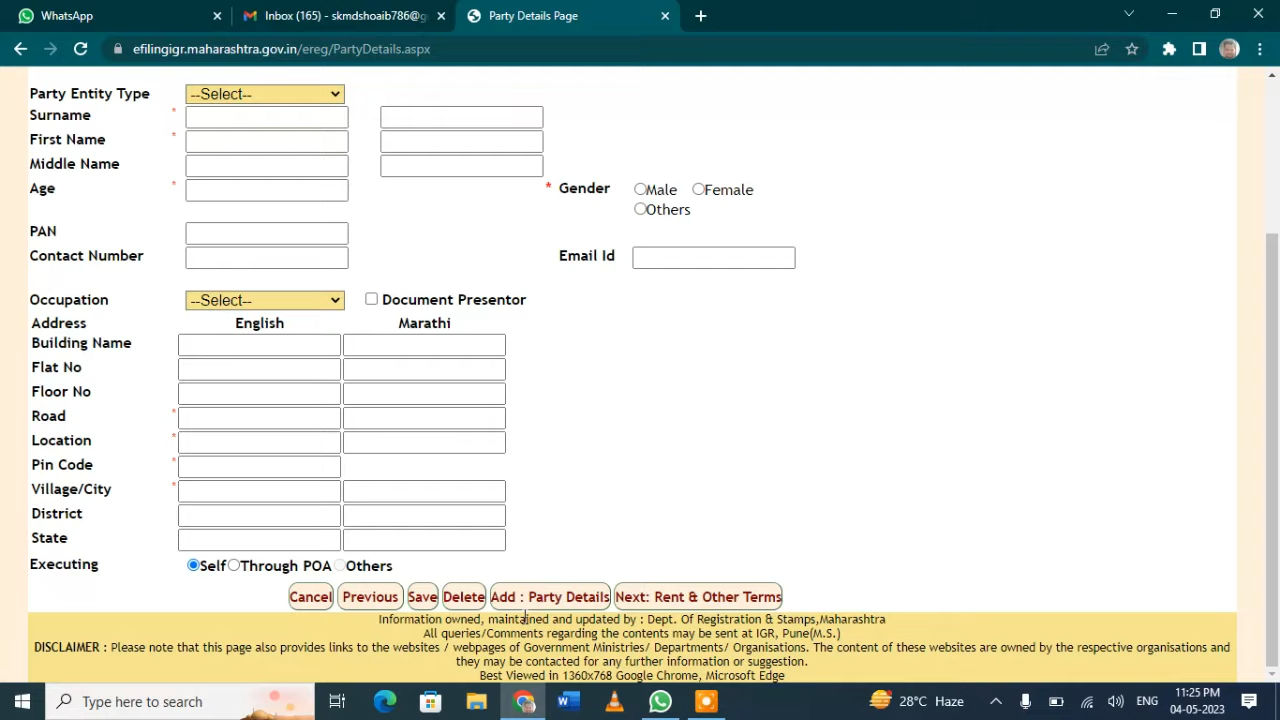 WhatsApp
Inbox (165) - skmdshoaib786@g
Party Details Page
efilingigr.maharashtra.gov.in/ereg/PartyDetails.aspx
Party Entity Type --Select--
Surname *
First Name *
Middle Name
Age * * Gender Male Female
Others
PAN
Contact Number Email Id
Occupation --Select-- Document Presentor
Address English Marathi
Building Name
Flat No
Floor No
Road *
Location *
Pin Code *
Village/City *
District
State
Executing Self Through POA Others
Cancel Previous Save Delete Add : Party Details Next: Rent & Other Terms
Information owned, maintained and updated by : Dept. Of Registration & Stamps,Maharashtra
All queries/Comments regarding the contents may be sent at IGR, Pune(M.S.)
DISCLAIMER : Please note that this page also provides links to the websites / webpages of Government Ministries/ Departments/ Organisations. The content of these websites are owned by the respective organisations and
they may be contacted for any further information or suggestion.
Best Viewed in 1360x768 Google Chrome, Microsoft Edge
Type here to search
28°C Haze
ENG
11:25 PM
04-05-2023